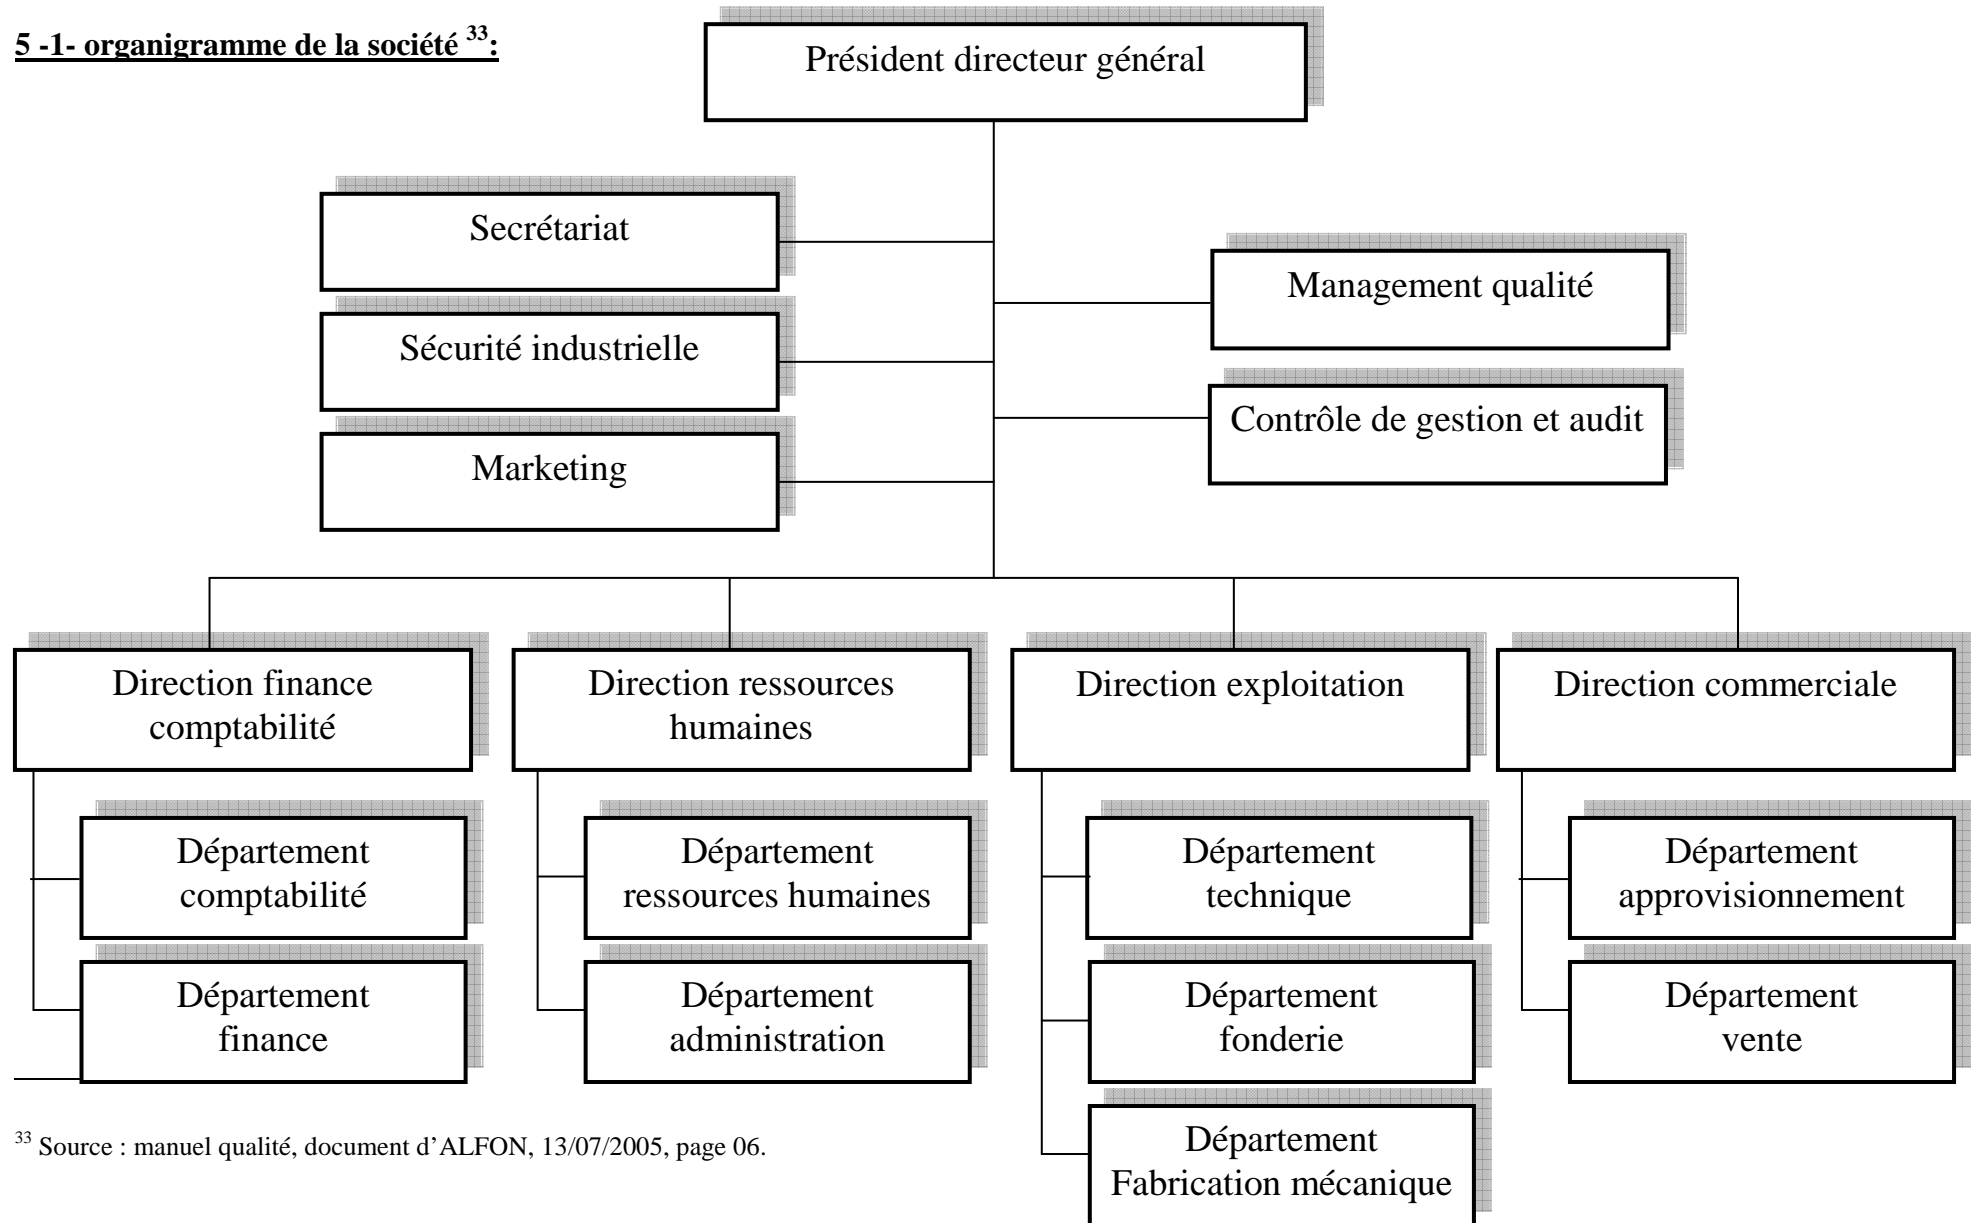 5 -1- organigramme de la société 33:
Président directeur général
Secrétariat
Sécurité industrielle
Marketing
Management qualité
Contrôle de gestion et audit
Direction finance
comptabilité
Direction ressources
humaines
Direction exploitation
Direction commerciale
Département
comptabilité
Département
finance
Département
ressources humaines
Département
administration
Département
technique
Département
fonderie
Département
Fabrication mécanique
Département
approvisionnement
Département
vente
33 Source : manuel qualité, document d’ALFON, 13/07/2005, page 06.